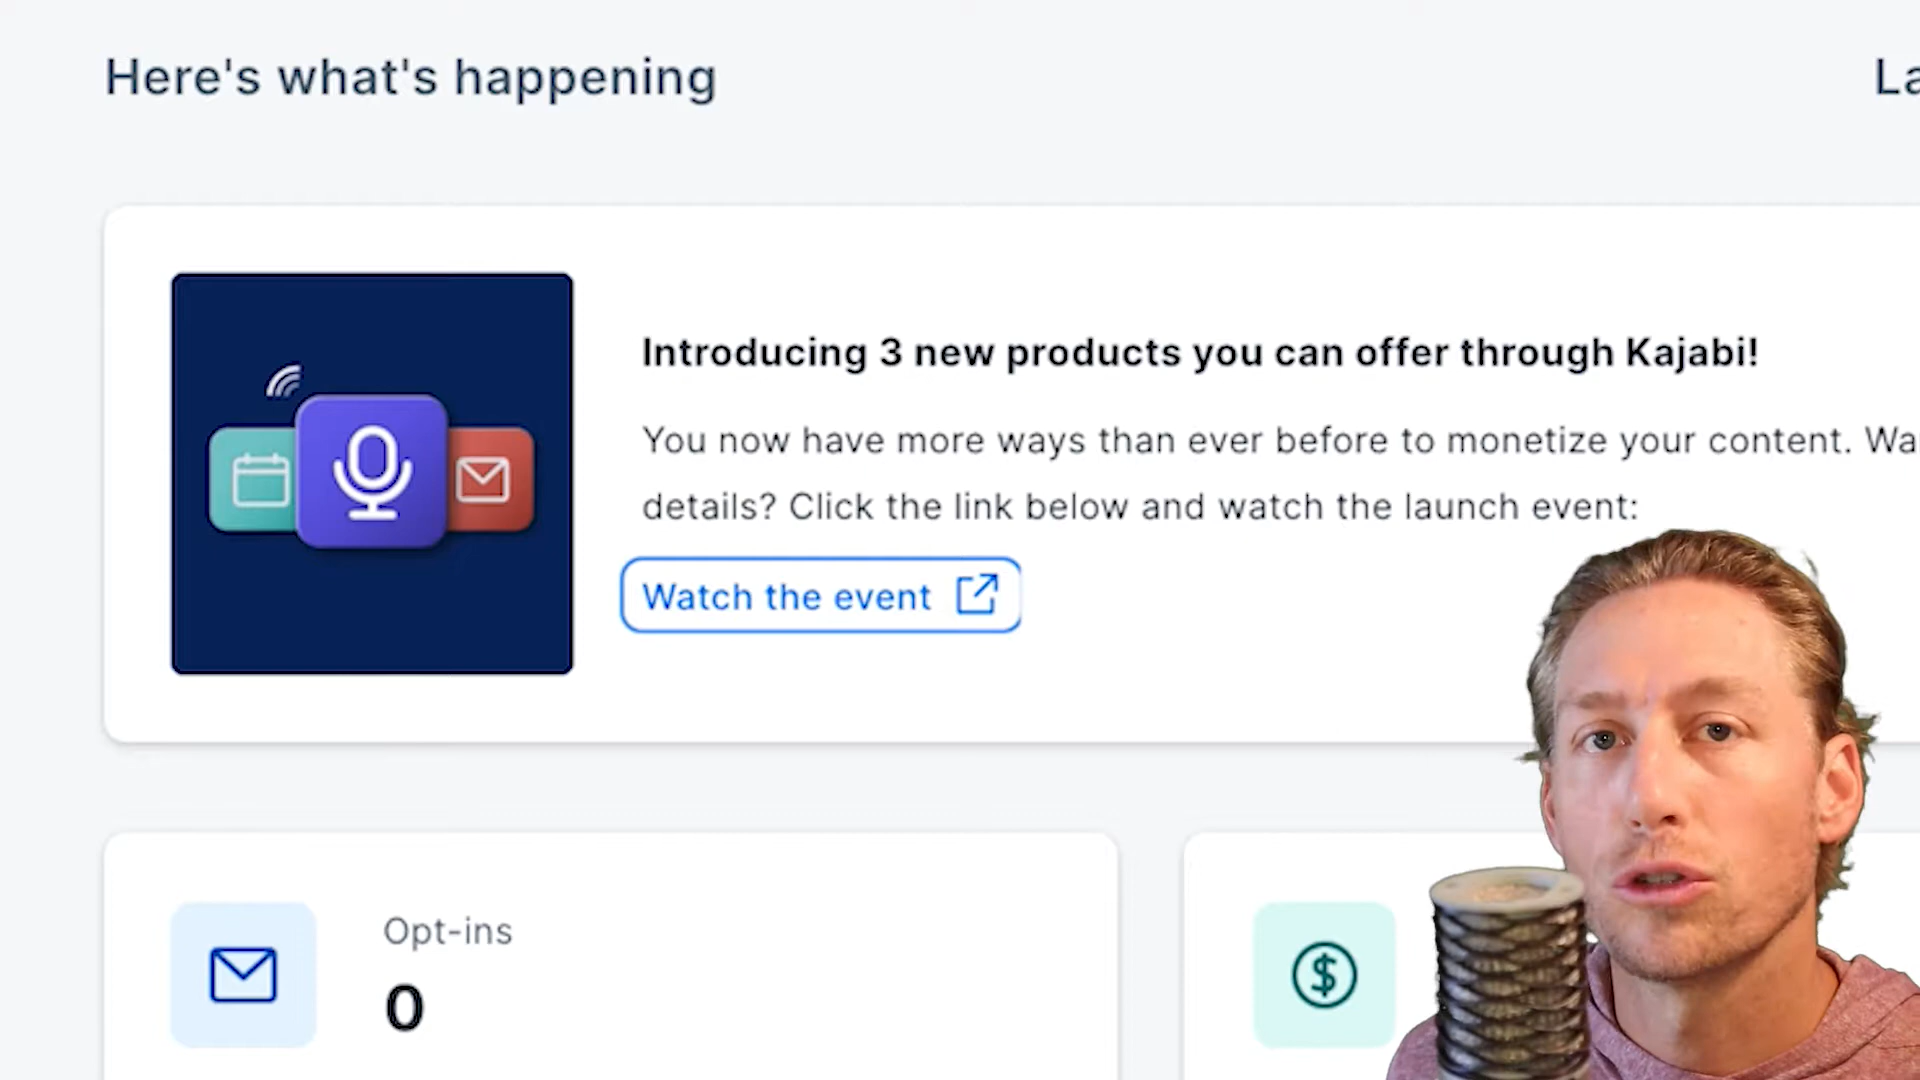 Here's what's happening
La
Introducing 3 new products you can offer through Kajabi!
You now have more ways than ever before to monetize your content. Wa
details? Click the link below and watch the launch event:
Watch the event
Opt-ins
0
$